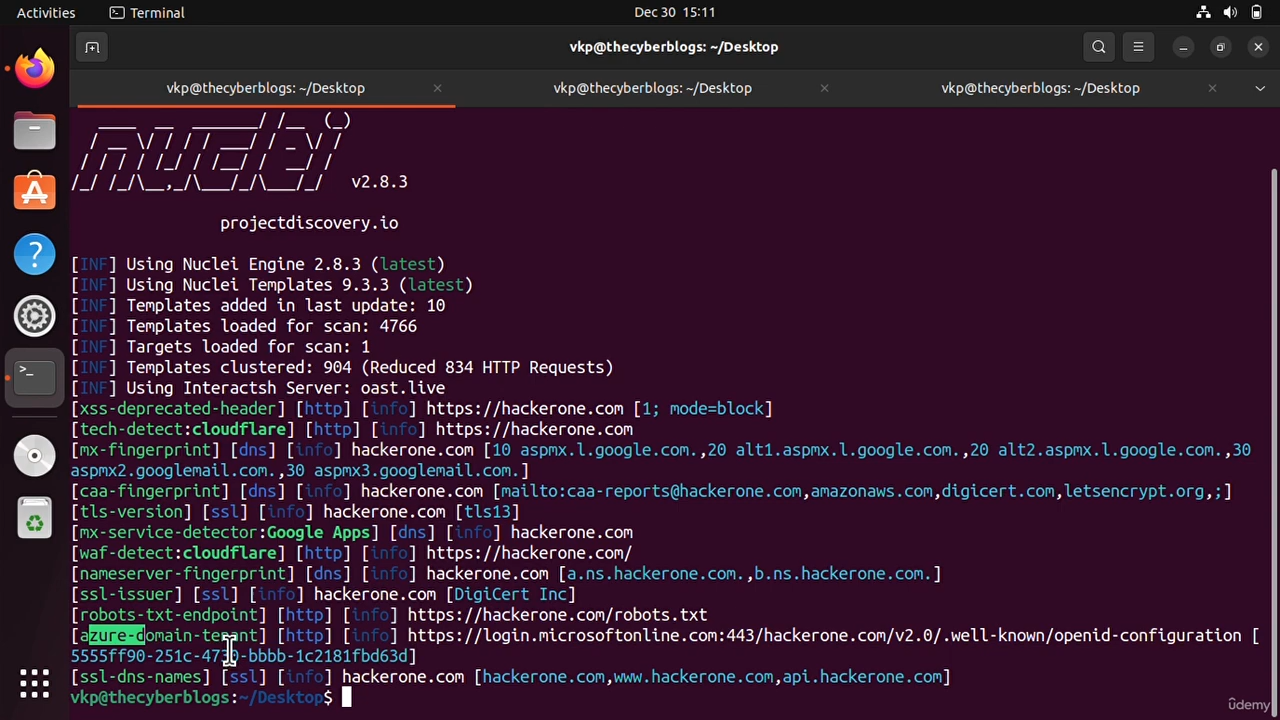 Activities
Terminal
Dec 30 15:11
vkp@thecyberblogs: ~/Desktop
vkp@thecyberblogs: ~/Desktop
vkp@thecyberblogs: ~/Desktop
vkp@thecyberblogs: ~/Desktop
nuclei v2.8.3
projectdiscovery.io
[INF] Using Nuclei Engine 2.8.3 (latest)
[INF] Using Nuclei Templates 9.3.3 (latest)
[INF] Templates added in last update: 10
[INF] Templates loaded for scan: 4766
[INF] Targets loaded for scan: 1
[INF] Templates clustered: 904 (Reduced 834 HTTP Requests)
[INF] Using Interactsh Server: oast.live
[xss-deprecated-header] [http] [info] https://hackerone.com [1; mode=block]
[tech-detect:cloudflare] [http] [info] https://hackerone.com
[mx-fingerprint] [dns] [info] hackerone.com [10 aspmx.l.google.com.,20 alt1.aspmx.l.google.com.,20 alt2.aspmx.l.google.com.,30
aspmx2.googlemail.com.,30 aspmx3.googlemail.com.]
[caa-fingerprint] [dns] [info] hackerone.com [mailto:caa-reports@hackerone.com,amazonaws.com,digicert.com,letsencrypt.org,;]
[tls-version] [ssl] [info] hackerone.com [tls13]
[mx-service-detector:Google Apps] [dns] [info] hackerone.com
[waf-detect:cloudflare] [http] [info] https://hackerone.com/
[nameserver-fingerprint] [dns] [info] hackerone.com [a.ns.hackerone.com.,b.ns.hackerone.com.]
[ssl-issuer] [ssl] [info] hackerone.com [DigiCert Inc]
[robots-txt-endpoint] [http] [info] https://hackerone.com/robots.txt
[azure-domain-tenant] [http] [info] https://login.microsoftonline.com:443/hackerone.com/v2.0/.well-known/openid-configuration [
5555ff90-251c-4730-bbbb-1c2181fbd63d]
[ssl-dns-names] [ssl] [info] hackerone.com [hackerone.com,www.hackerone.com,api.hackerone.com]
vkp@thecyberblogs:~/Desktop$
udemy